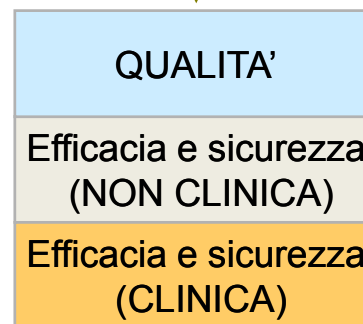 QUALITA’
Efficacia e sicurezza
(NON CLINICA)
Efficacia e sicurezza
(CLINICA)